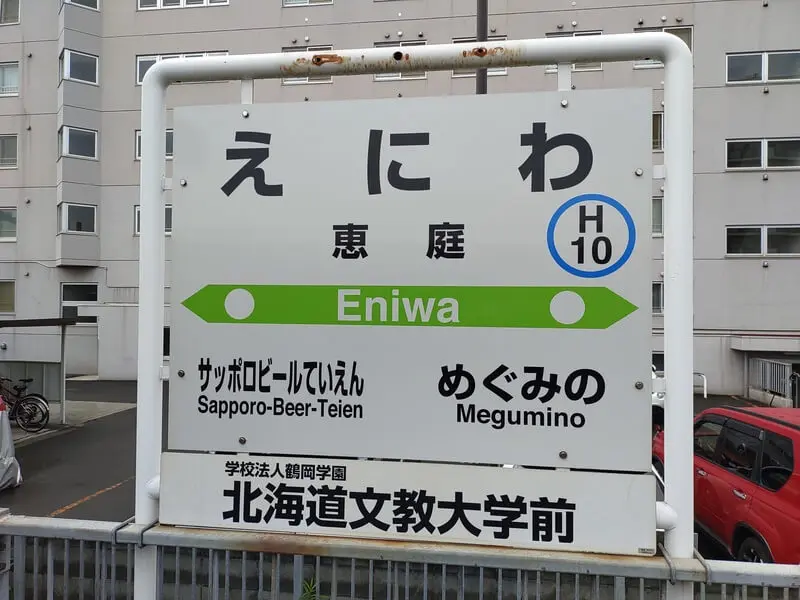 えにわ
恵庭
H
10
Eniwa
サッポロビールていえん
Sapporo-Beer-Teien
めぐみの
Megumino
学校法人鶴岡学園
北海道文教大学前